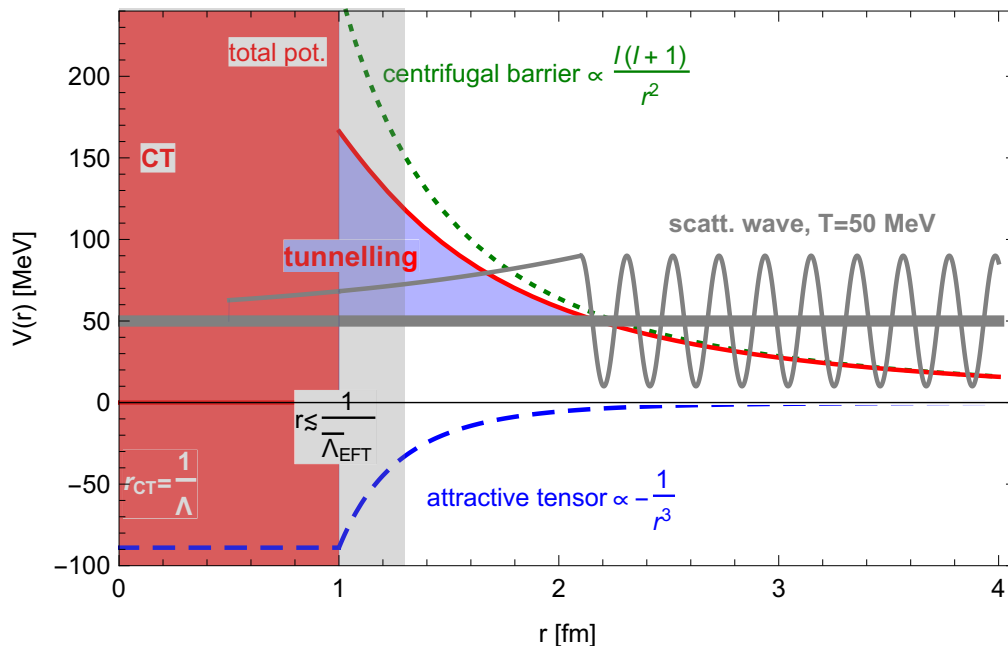 total pot.
centrifugal barrier ∝ l(l+1)/r²
CT
scatt. wave, T=50 MeV
tunnelling
r≲1/Λ̅_EFT
r_CT=1/Λ
attractive tensor ∝ −1/r³
V(r) [MeV]
200
150
100
50
0
−50
−100
0 1 2 3 4
r [fm]